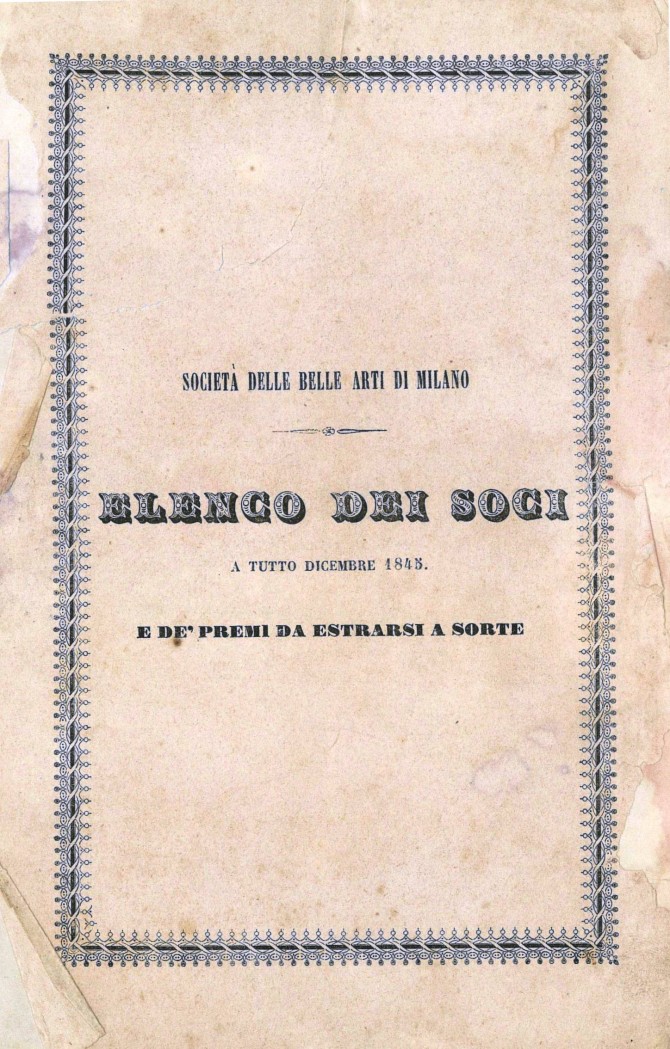 SOCIETÀ DELLE BELLE ARTI DI MILANO
ELENCO DEI SOCI
A TUTTO DICEMBRE 1845.
E DE' PREMI DA ESTRARSI A SORTE